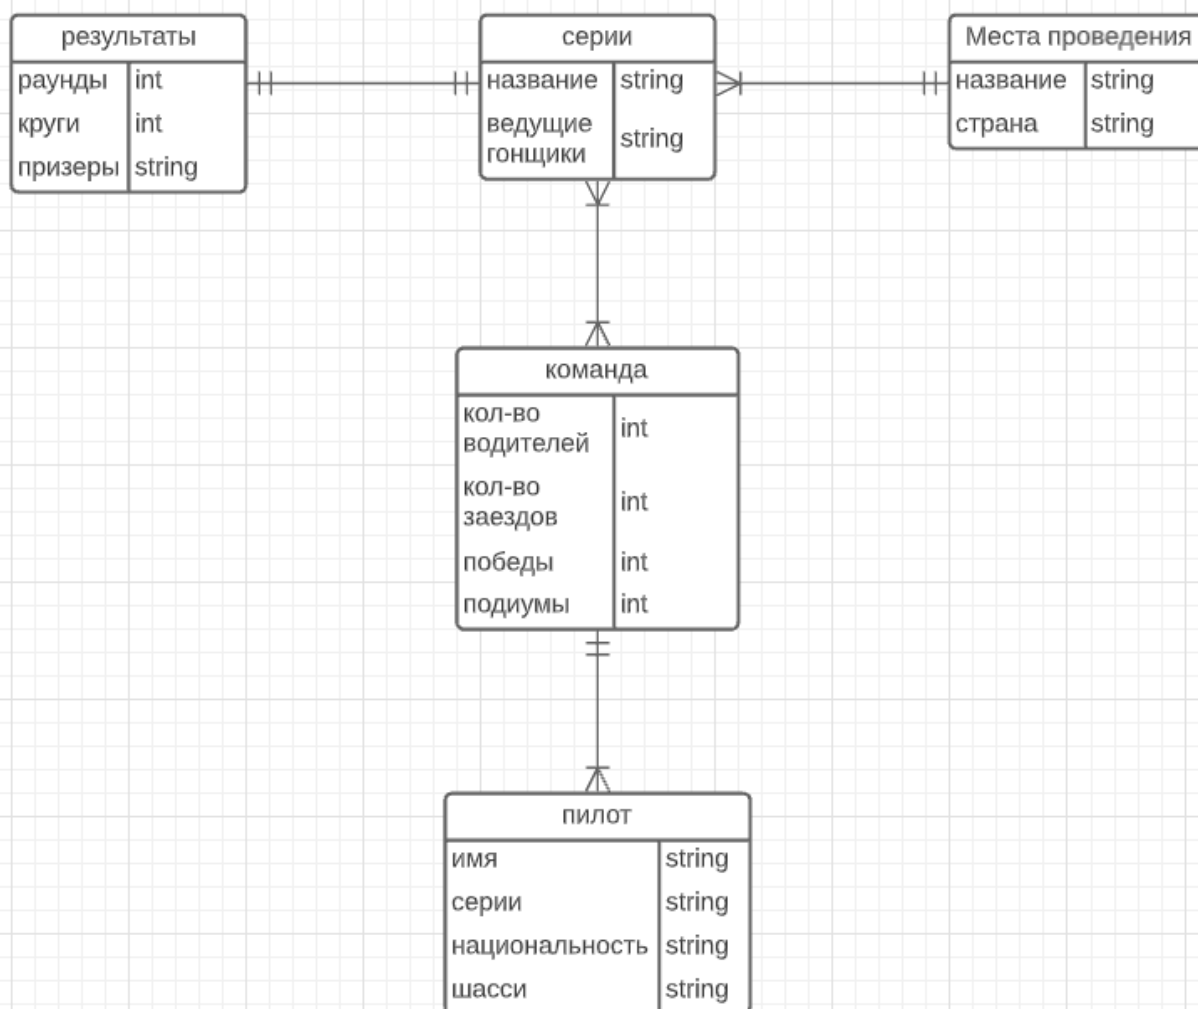 результаты
раунды int
круги int
призеры string
серии
название string
ведущие
гонщики string
Места проведения
название string
страна string
команда
кол-во
водителей int
кол-во
заездов int
победы int
подиумы int
пилот
имя string
серии string
национальность string
шасси string